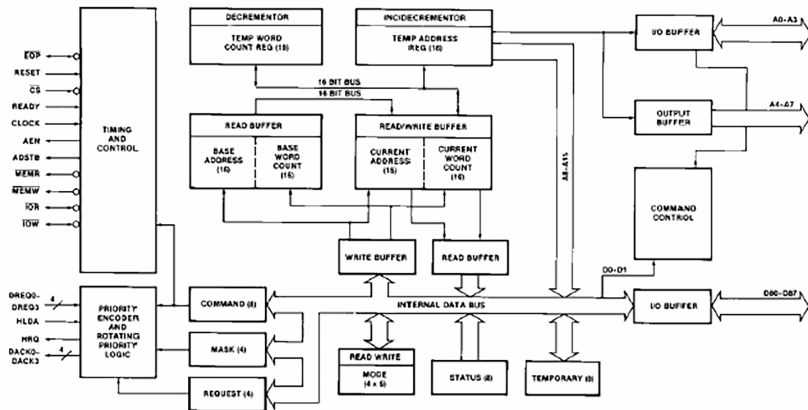 DECREMENTOR
TEMP WORD
COUNT REG (16)
INC/DECREMENTOR
TEMP ADDRESS
REG (16)
I/O BUFFER
A0-A3
EOP
RESET
CS
READY
CLOCK
AEN
ADSTB
MEMR
MEMW
IOR
IOW
TIMING
AND
CONTROL
16 BIT BUS
16 BIT BUS
OUTPUT
BUFFER
A4-A7
READ BUFFER
BASE
ADDRESS
(16)
BASE
WORD
COUNT
(16)
READ/WRITE BUFFER
CURRENT
ADDRESS
(16)
CURRENT
WORD
COUNT
(16)
A8-A15
COMMAND
CONTROL
WRITE BUFFER
READ BUFFER
D0-D1
DREQ0-
DREQ3
4
HLDA
HRQ
DACK0-
DACK3
4
PRIORITY
ENCODER
AND
ROTATING
PRIORITY
LOGIC
COMMAND (8)
MASK (4)
REQUEST (4)
INTERNAL DATA BUS
I/O BUFFER
DB0-DB7
READ WRITE
MODE
(4 x 6)
STATUS (8)
TEMPORARY (8)